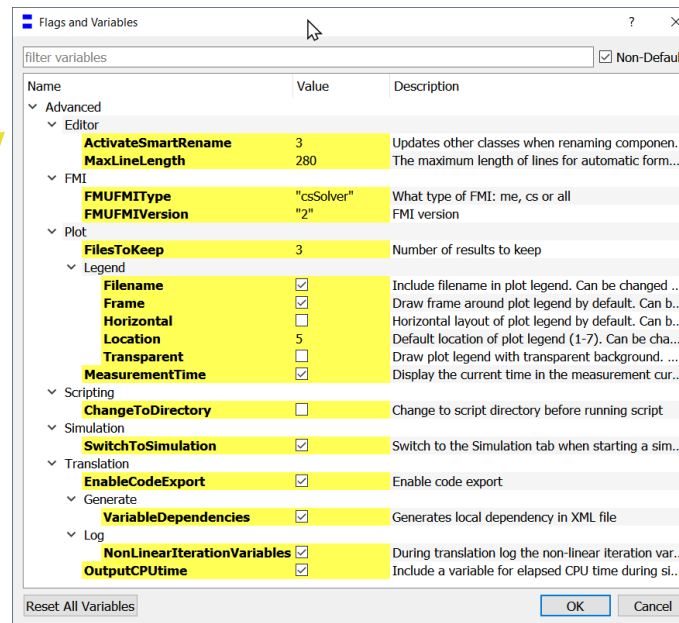 Flags and Variables ?
filter variables Non-Defaul
Name Value Description
Advanced
Editor
ActivateSmartRename 3 Updates other classes when renaming componen.
MaxLineLength 280 The maximum length of lines for automatic form...
FMI
FMUFMIType "csSolver" What type of FMI: me, cs or all
FMUFMIVersion "2" FMI version
Plot
FilesToKeep 3 Number of results to keep
Legend
Filename Include filename in plot legend. Can be changed ..
Frame Draw frame around plot legend by default. Can b..
Horizontal Horizontal layout of plot legend by default. Can b...
Location 5 Default location of plot legend (1-7). Can be cha...
Transparent Draw plot legend with transparent background. ...
MeasurementTime Display the current time in the measurement cur..
Scripting
ChangeToDirectory Change to script directory before running script
Simulation
SwitchToSimulation Switch to the Simulation tab when starting a sim..
Translation
EnableCodeExport Enable code export
Generate
VariableDependencies Generates local dependency in XML file
Log
NonLinearIterationVariables During translation log the non-linear iteration var...
OutputCPUtime Include a variable for elapsed CPU time during si...
Reset All Variables OK Cancel